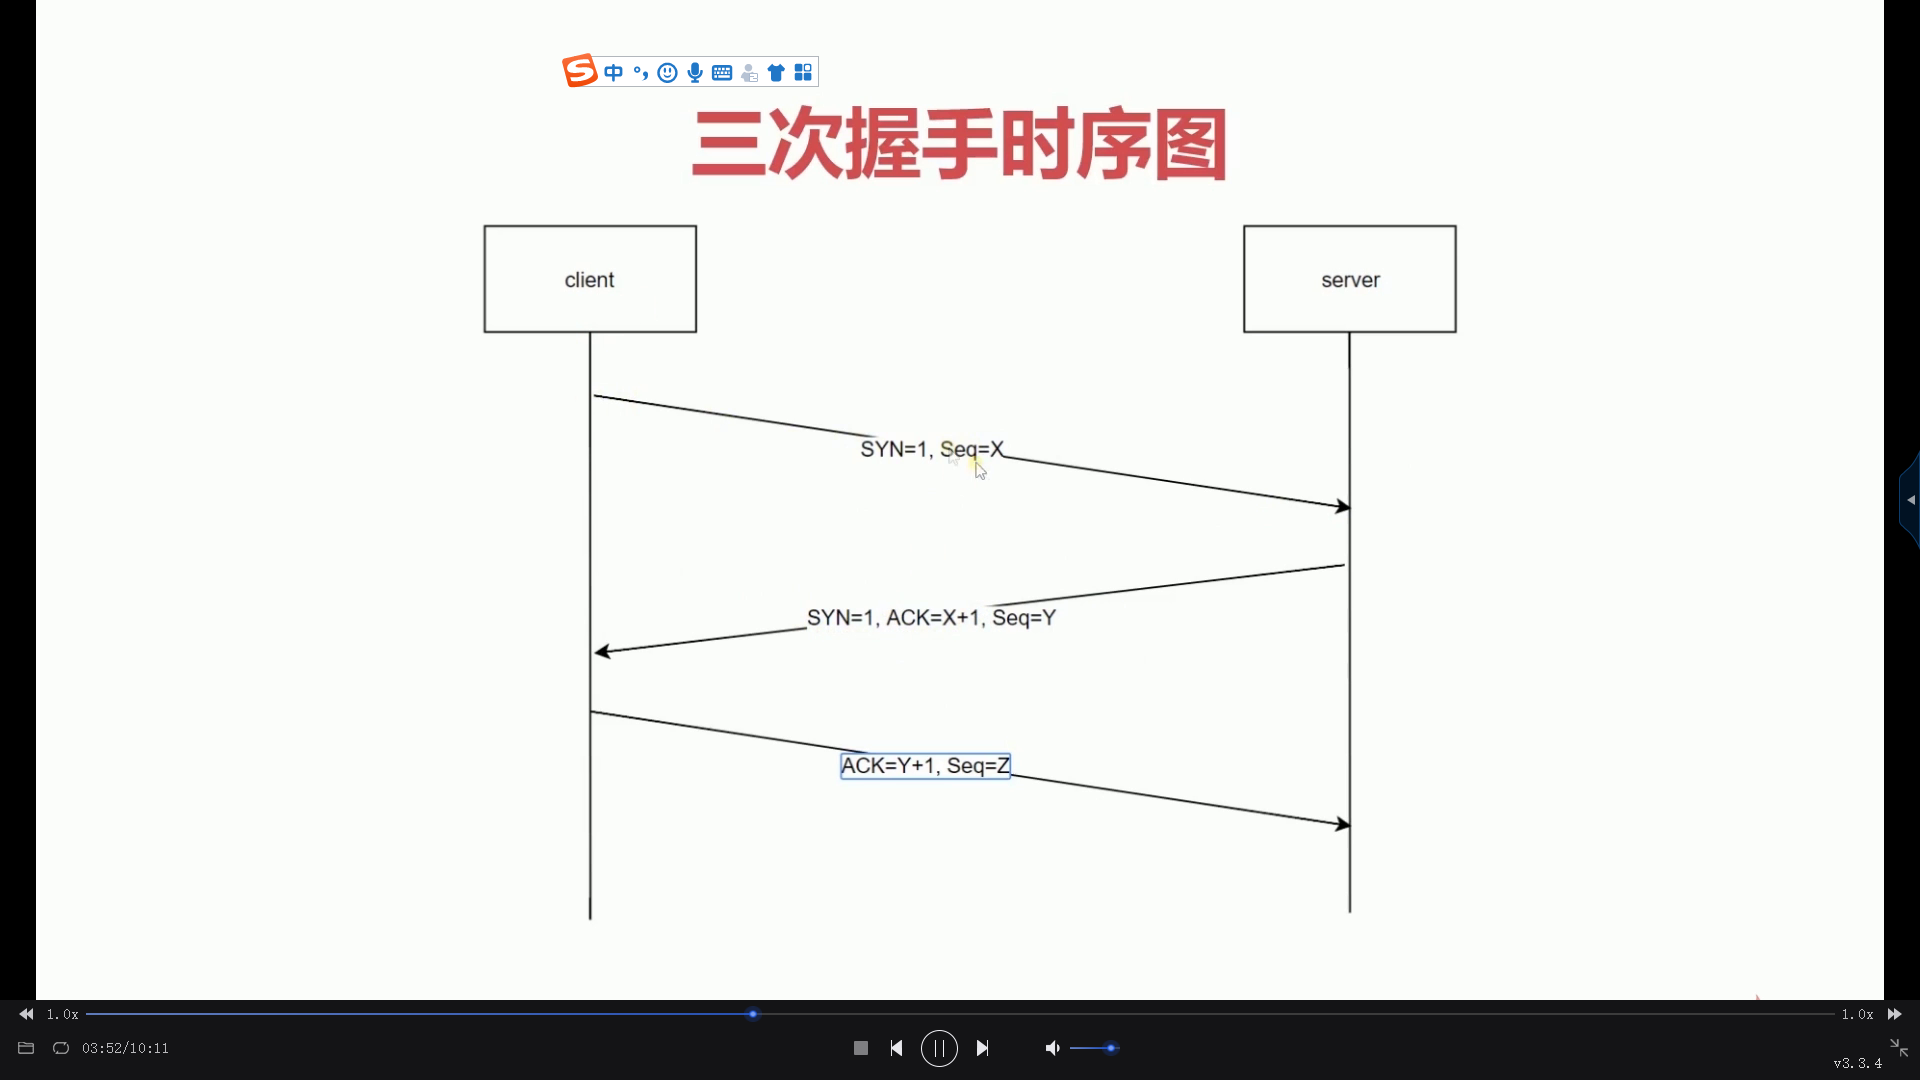 中
三次握手时序图
client
server
SYN=1, Seq=X
SYN=1, ACK=X+1, Seq=Y
ACK=Y+1, Seq=Z
1.0x
1.0x
03:52/10:11
v3.3.4